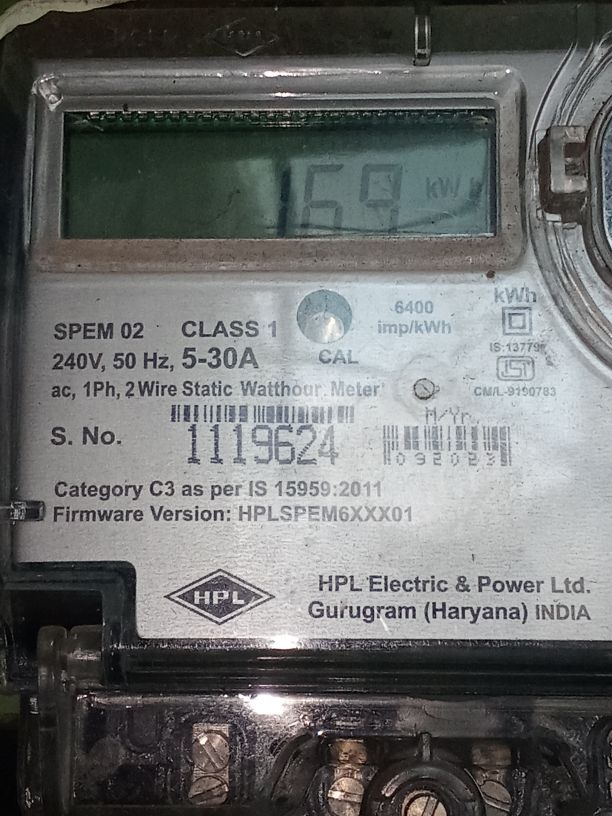 169 kWh
SPEM 02 CLASS 1
240V, 50 Hz, 5-30A
CAL
6400
imp/kWh
kWh
IS:13779
ISI
CM/L-9190783
ac, 1Ph, 2 Wire Static Watthour Meter
M/Yr.
S. No. 1119624
092023
Category C3 as per IS 15959:2011
Firmware Version: HPLSPEM6XXX01
HPL
HPL Electric & Power Ltd.
Gurugram (Haryana) INDIA